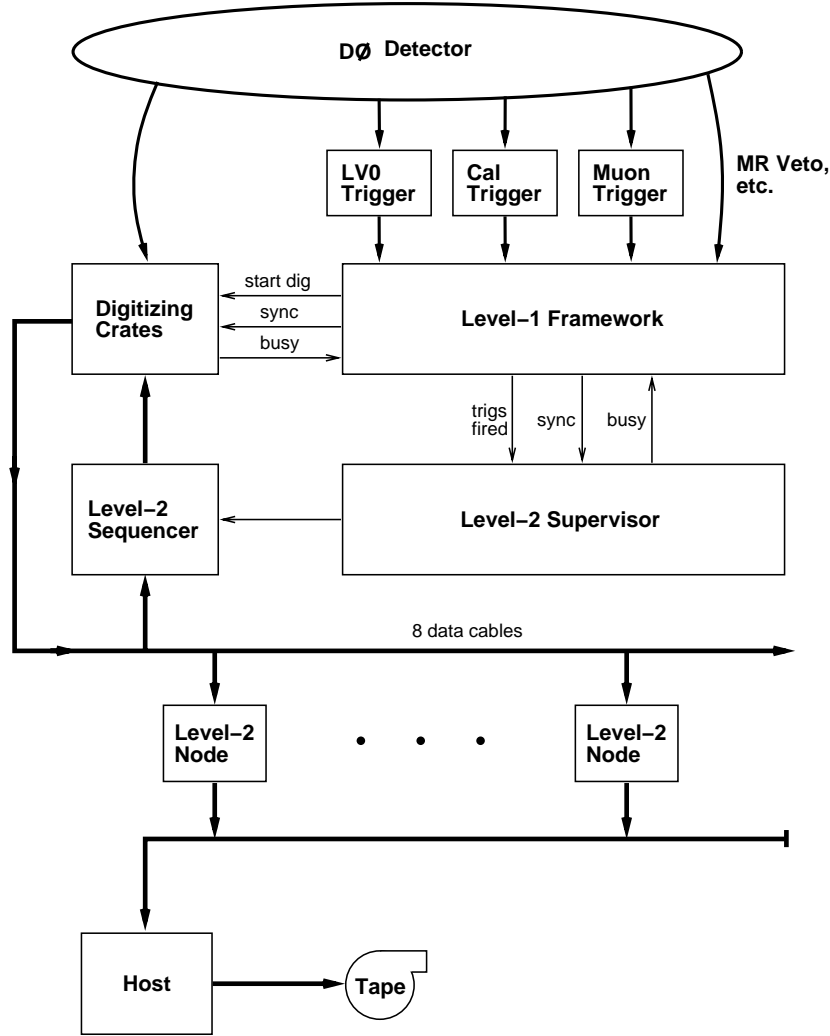 DØ Detector
LV0
Trigger
Cal
Trigger
Muon
Trigger
MR Veto,
etc.
Digitizing
Crates
start dig
sync
busy
Level−1 Framework
trigs
fired
sync
busy
Level−2
Sequencer
Level−2 Supervisor
8 data cables
Level−2
Node
Level−2
Node
Host
Tape